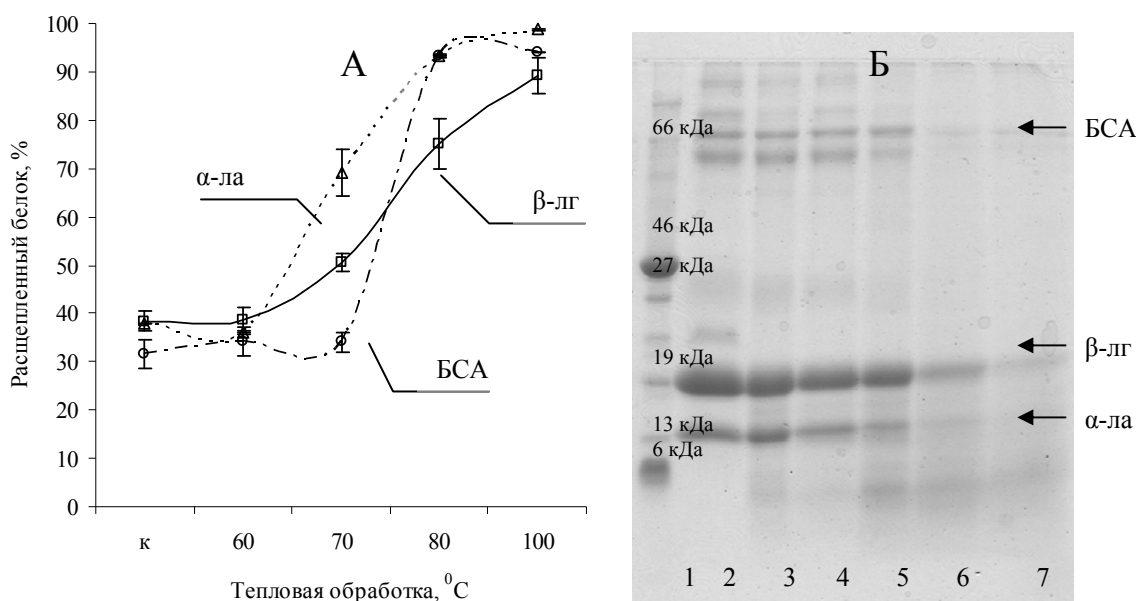 100
90
80
70
60
50
40
30
20
10
0
Расщепленный белок, %
А
α-ла
β-лг
БСА
к 60 70 80 100
Тепловая обработка, ⁰С
Б
66 кДа
46 кДа
27 кДа
19 кДа
13 кДа
6 кДа
БСА
β-лг
α-ла
1 2 3 4 5 6 7